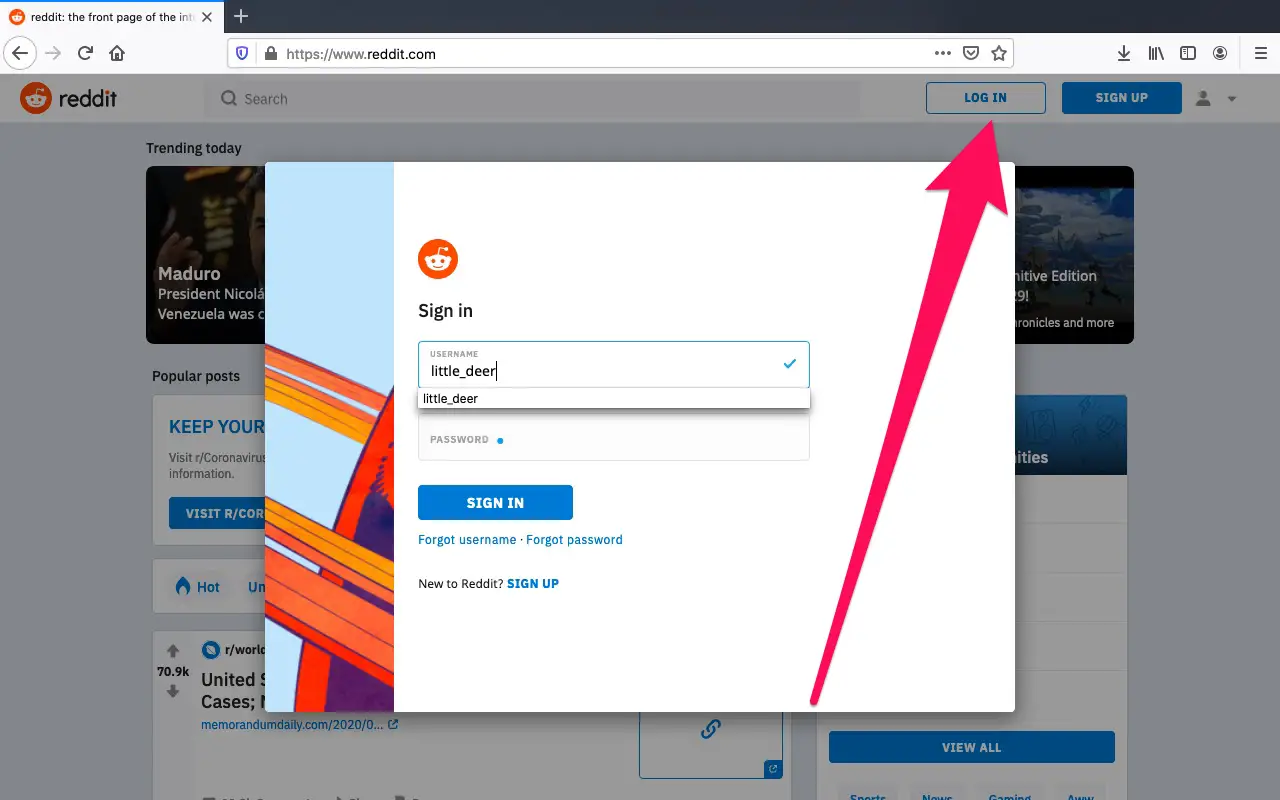 reddit: the front page of the int
https://www.reddit.com
reddit
Search
LOG IN
SIGN UP
Trending today
Maduro
President Nicolá
Venezuela was c
nitive Edition
29!
hronicles and more
Sign in
USERNAME
little_deer
little_deer
PASSWORD
SIGN IN
Forgot username · Forgot password
New to Reddit? SIGN UP
Popular posts
KEEP YOUR
Visit r/Coronavirus
information.
VISIT R/COR
nities
Hot
Un
r/world
70.9k
United S
Cases;
memorandumdaily.com/2020/0...
VIEW ALL
Sports
News
Gaming
Aww